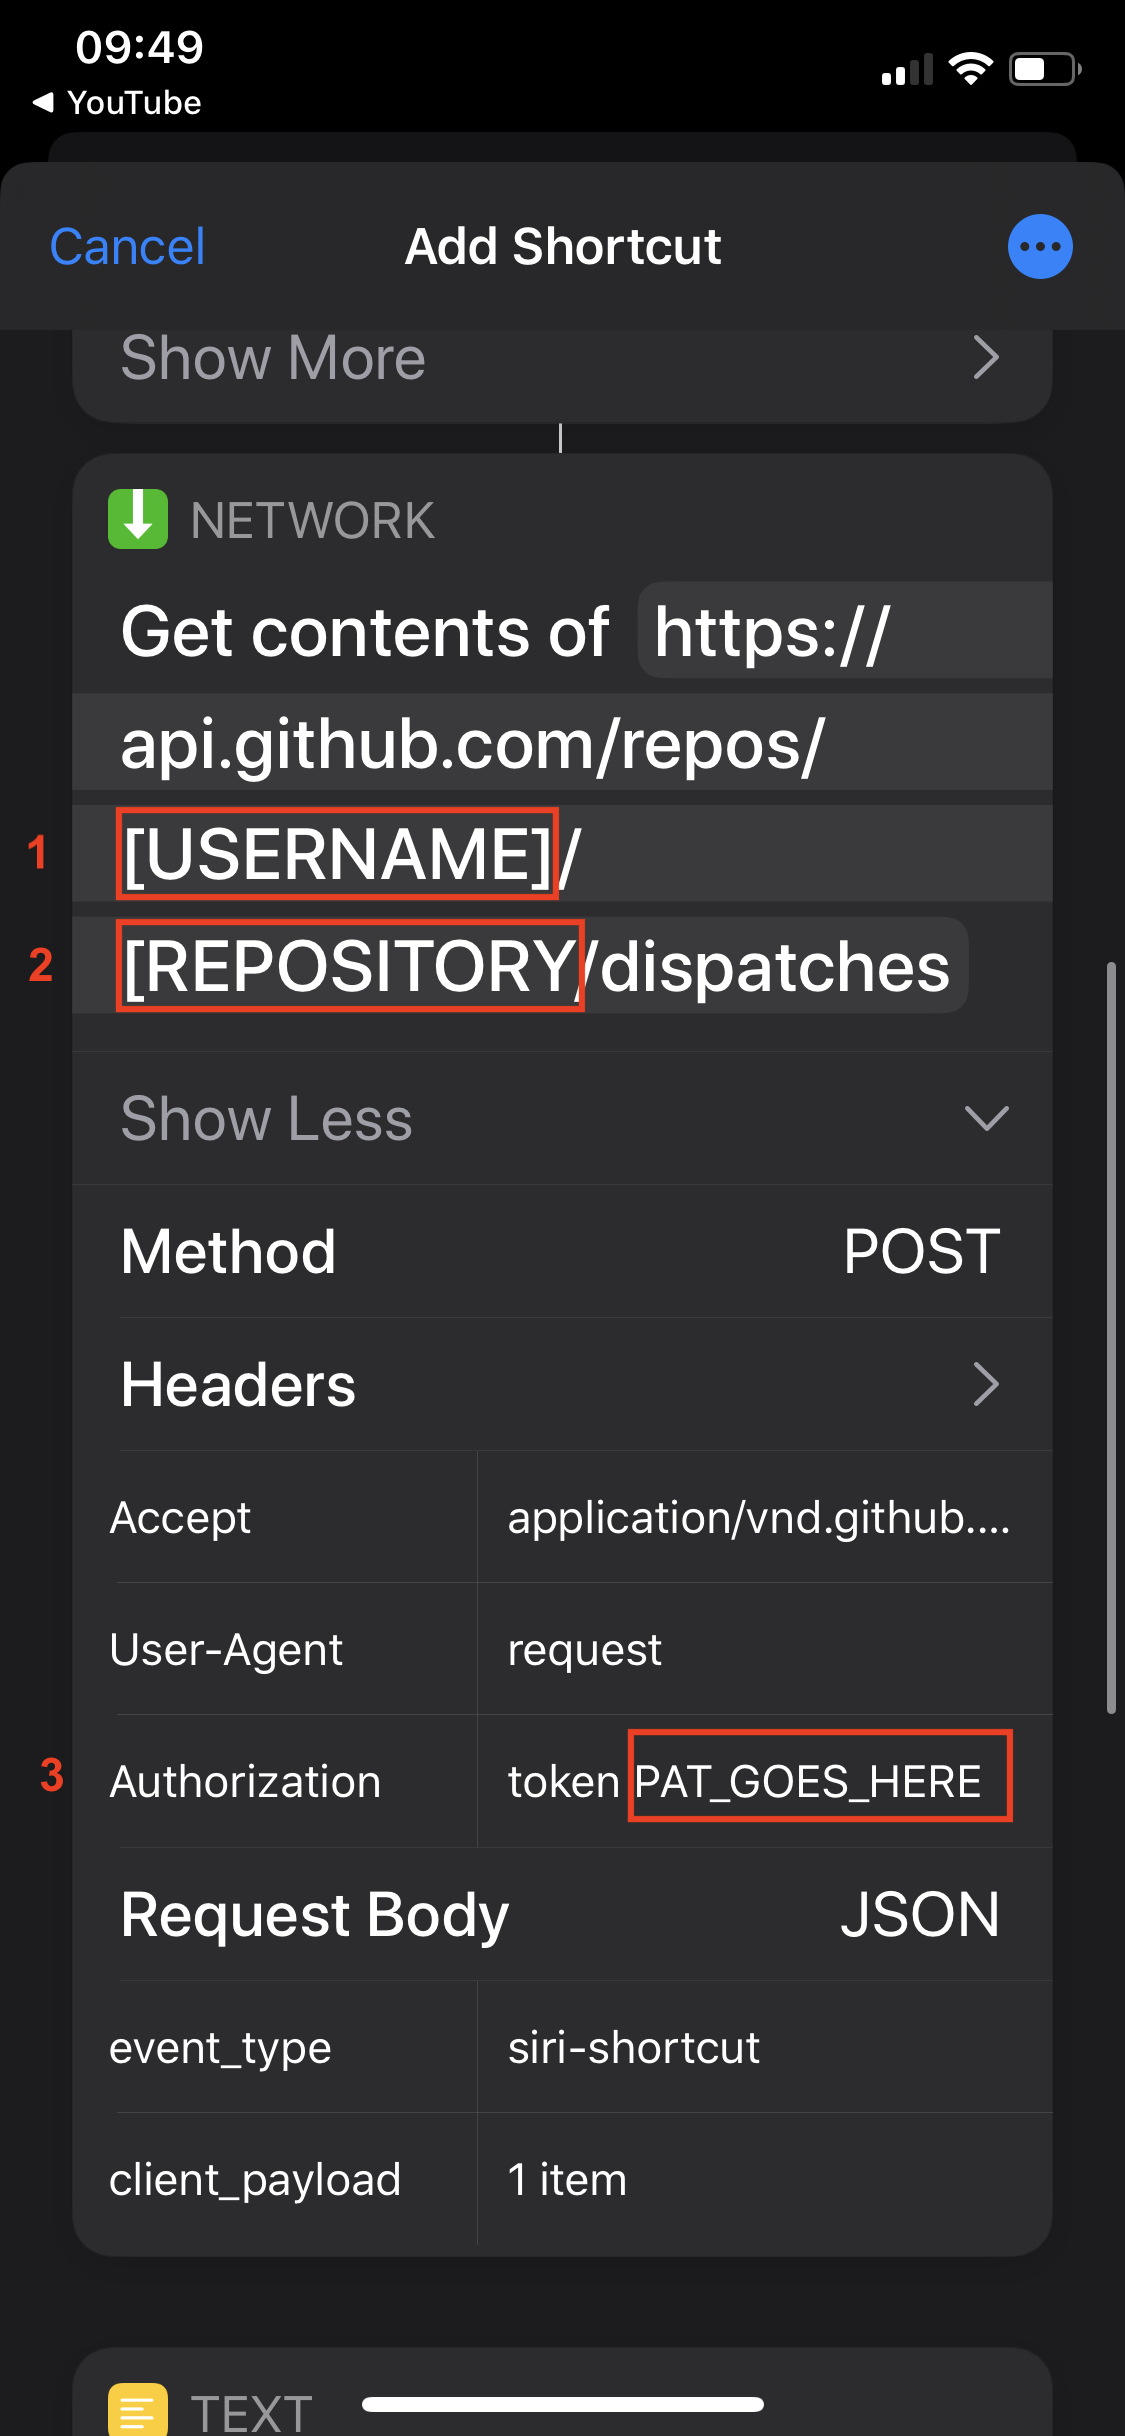 09:49
◀ YouTube
Cancel Add Shortcut
Show More
NETWORK
Get contents of https://
api.github.com/repos/
1 [USERNAME]/
2 [REPOSITORY/dispatches
Show Less
Method POST
Headers
Accept application/vnd.github....
User-Agent request
3 Authorization token PAT_GOES_HERE
Request Body JSON
event_type siri-shortcut
client_payload 1 item
TEXT